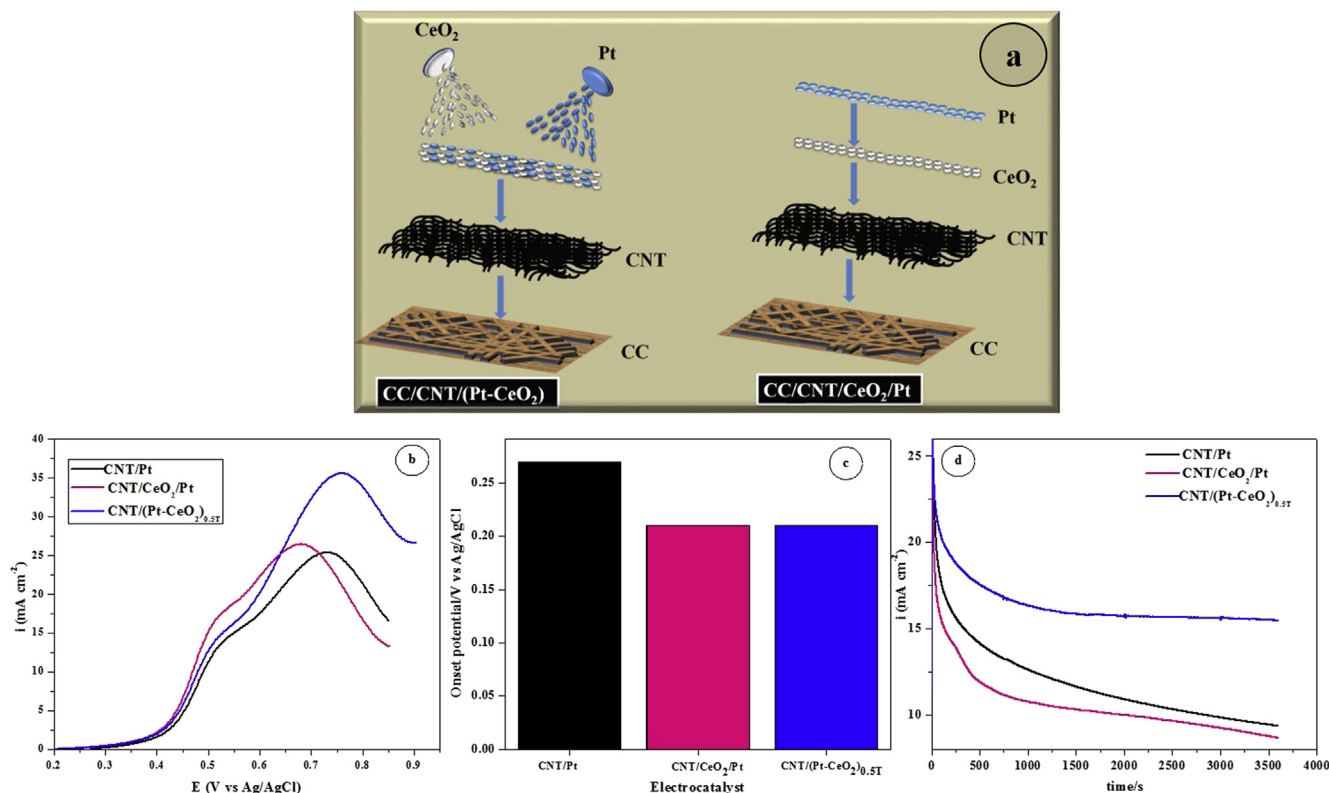 a
CeO₂
Pt
CNT
CC
CC/CNT/(Pt-CeO₂)
Pt
CeO₂
CNT
CC
CC/CNT/CeO₂/Pt
b
CNT/Pt
CNT/CeO₂/Pt
CNT/(Pt-CeO₂)₀.₅T
i (mA cm⁻²)
40
35
30
25
20
15
10
5
0
0.2 0.3 0.4 0.5 0.6 0.7 0.8 0.9
E (V vs Ag/AgCl)
c
Onset potential/V vs Ag/AgCl
0.25
0.20
0.15
0.10
0.05
0.00
CNT/Pt CNT/CeO₂/Pt CNT/(Pt-CeO₂)₀.₅T
Electrocatalyst
d
CNT/Pt
CNT/CeO₂/Pt
CNT/(Pt-CeO₂)₀.₅T
i (mA cm⁻²)
25
20
15
10
0 500 1000 1500 2000 2500 3000 3500 4000
time/s